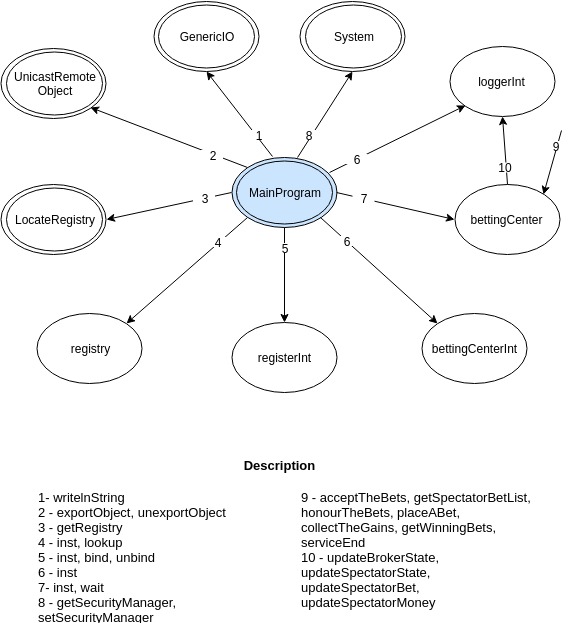 GenericIO
System
UnicastRemote
Object
loggerInt
1
8
2
6
9
10
MainProgram
3
7
LocateRegistry
bettingCenter
4
5
6
registry
registerInt
bettingCenterInt
Description
1- writelnString
2 - exportObject, unexportObject
3 - getRegistry
4 - inst, lookup
5 - inst, bind, unbind
6 - inst
7- inst, wait
8 - getSecurityManager,
setSecurityManager
9 - acceptTheBets, getSpectatorBetList,
honourTheBets, placeABet,
collectTheGains, getWinningBets,
serviceEnd
10 - updateBrokerState,
updateSpectatorState,
updateSpectatorBet,
updateSpectatorMoney